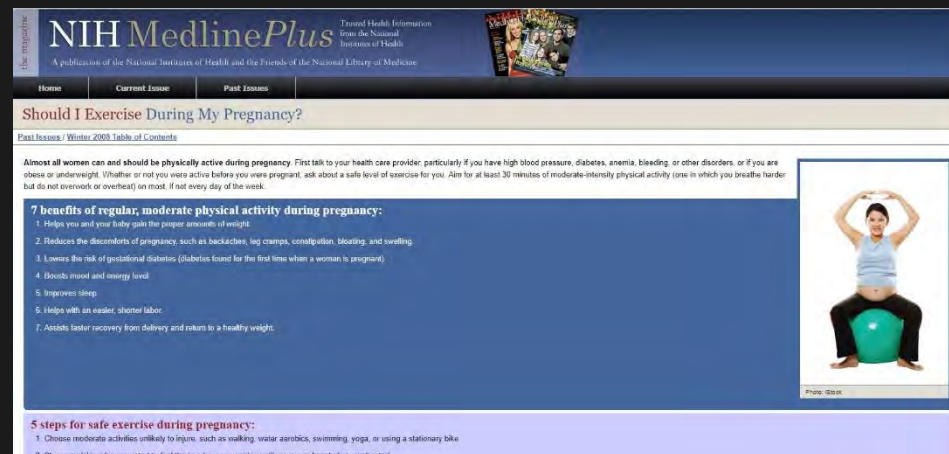 the magazine
NIH MedlinePlus
Trusted Health Information
from the National
Institutes of Health
A publication of the National Institutes of Health and the Friends of the National Library of Medicine
Home Current Issue Past Issues
Should I Exercise During My Pregnancy?
Past Issues / Winter 2008 Table of Contents
Almost all women can and should be physically active during pregnancy. First talk to your health care provider, particularly if you have high blood pressure, diabetes, anemia, bleeding, or other disorders, or if you are
obese or underweight. Whether or not you were active before you were pregnant, ask about a safe level of exercise for you. Aim for at least 30 minutes of moderate-intensity physical activity (one in which you breathe harder
but do not overwork or overheat) on most, if not every day of the week.
7 benefits of regular, moderate physical activity during pregnancy:
1. Helps you and your baby gain the proper amounts of weight.
2. Reduces the discomforts of pregnancy, such as backaches, leg cramps, constipation, bloating, and swelling.
3. Lowers the risk of gestational diabetes (diabetes found for the first time when a woman is pregnant)
4. Boosts mood and energy level
5. Improves sleep
6. Helps with an easier, shorter labor.
7. Assists faster recovery from delivery and return to a healthy weight.
Photo: iStock
5 steps for safe exercise during pregnancy:
1. Choose moderate activities unlikely to injure, such as walking, water aerobics, swimming, yoga, or using a stationary bike